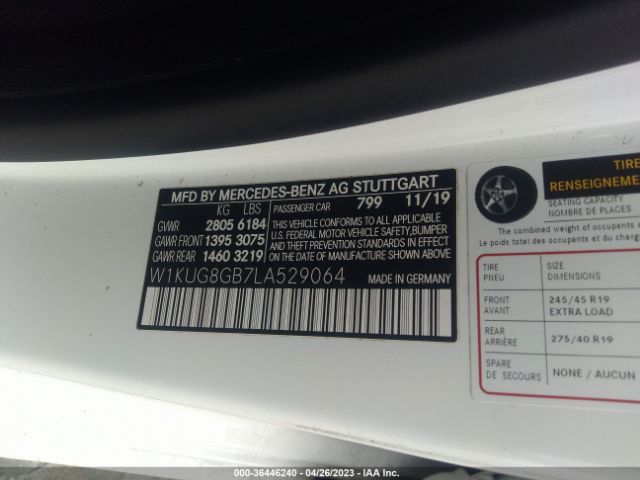 MFD BY MERCEDES-BENZ AG STUTTGART
KG LBS PASSENGER CAR 799 11/19
GVWR 2805 6184
GAWR FRONT 1395 3075
GAWR REAR 1460 3219
THIS VEHICLE CONFORMS TO ALL APPLICABLE
U.S. FEDERAL MOTOR VEHICLE SAFETY,BUMPER
AND THEFT PREVENTION STANDARDS IN EFFECT
ON THE DATE OF MANUFACTURE SHOWN ABOVE.
W1KUG8GB7LA529064
MADE IN GERMANY
TIRE
RENSEIGNEME
SEATING CAPACITY
NOMBRE DE PLACES
The combined weight of occupants
total des occupants et du
TIRE SIZE
PNEU DIMENSIONS
FRONT 245/45 R19
AVANT EXTRA LOAD
REAR 275/40 R19
ARRIÈRE
SPARE NONE / AUCUN
DE SECOURS
000-36446240 - 04/26/2023 - IAA Inc.